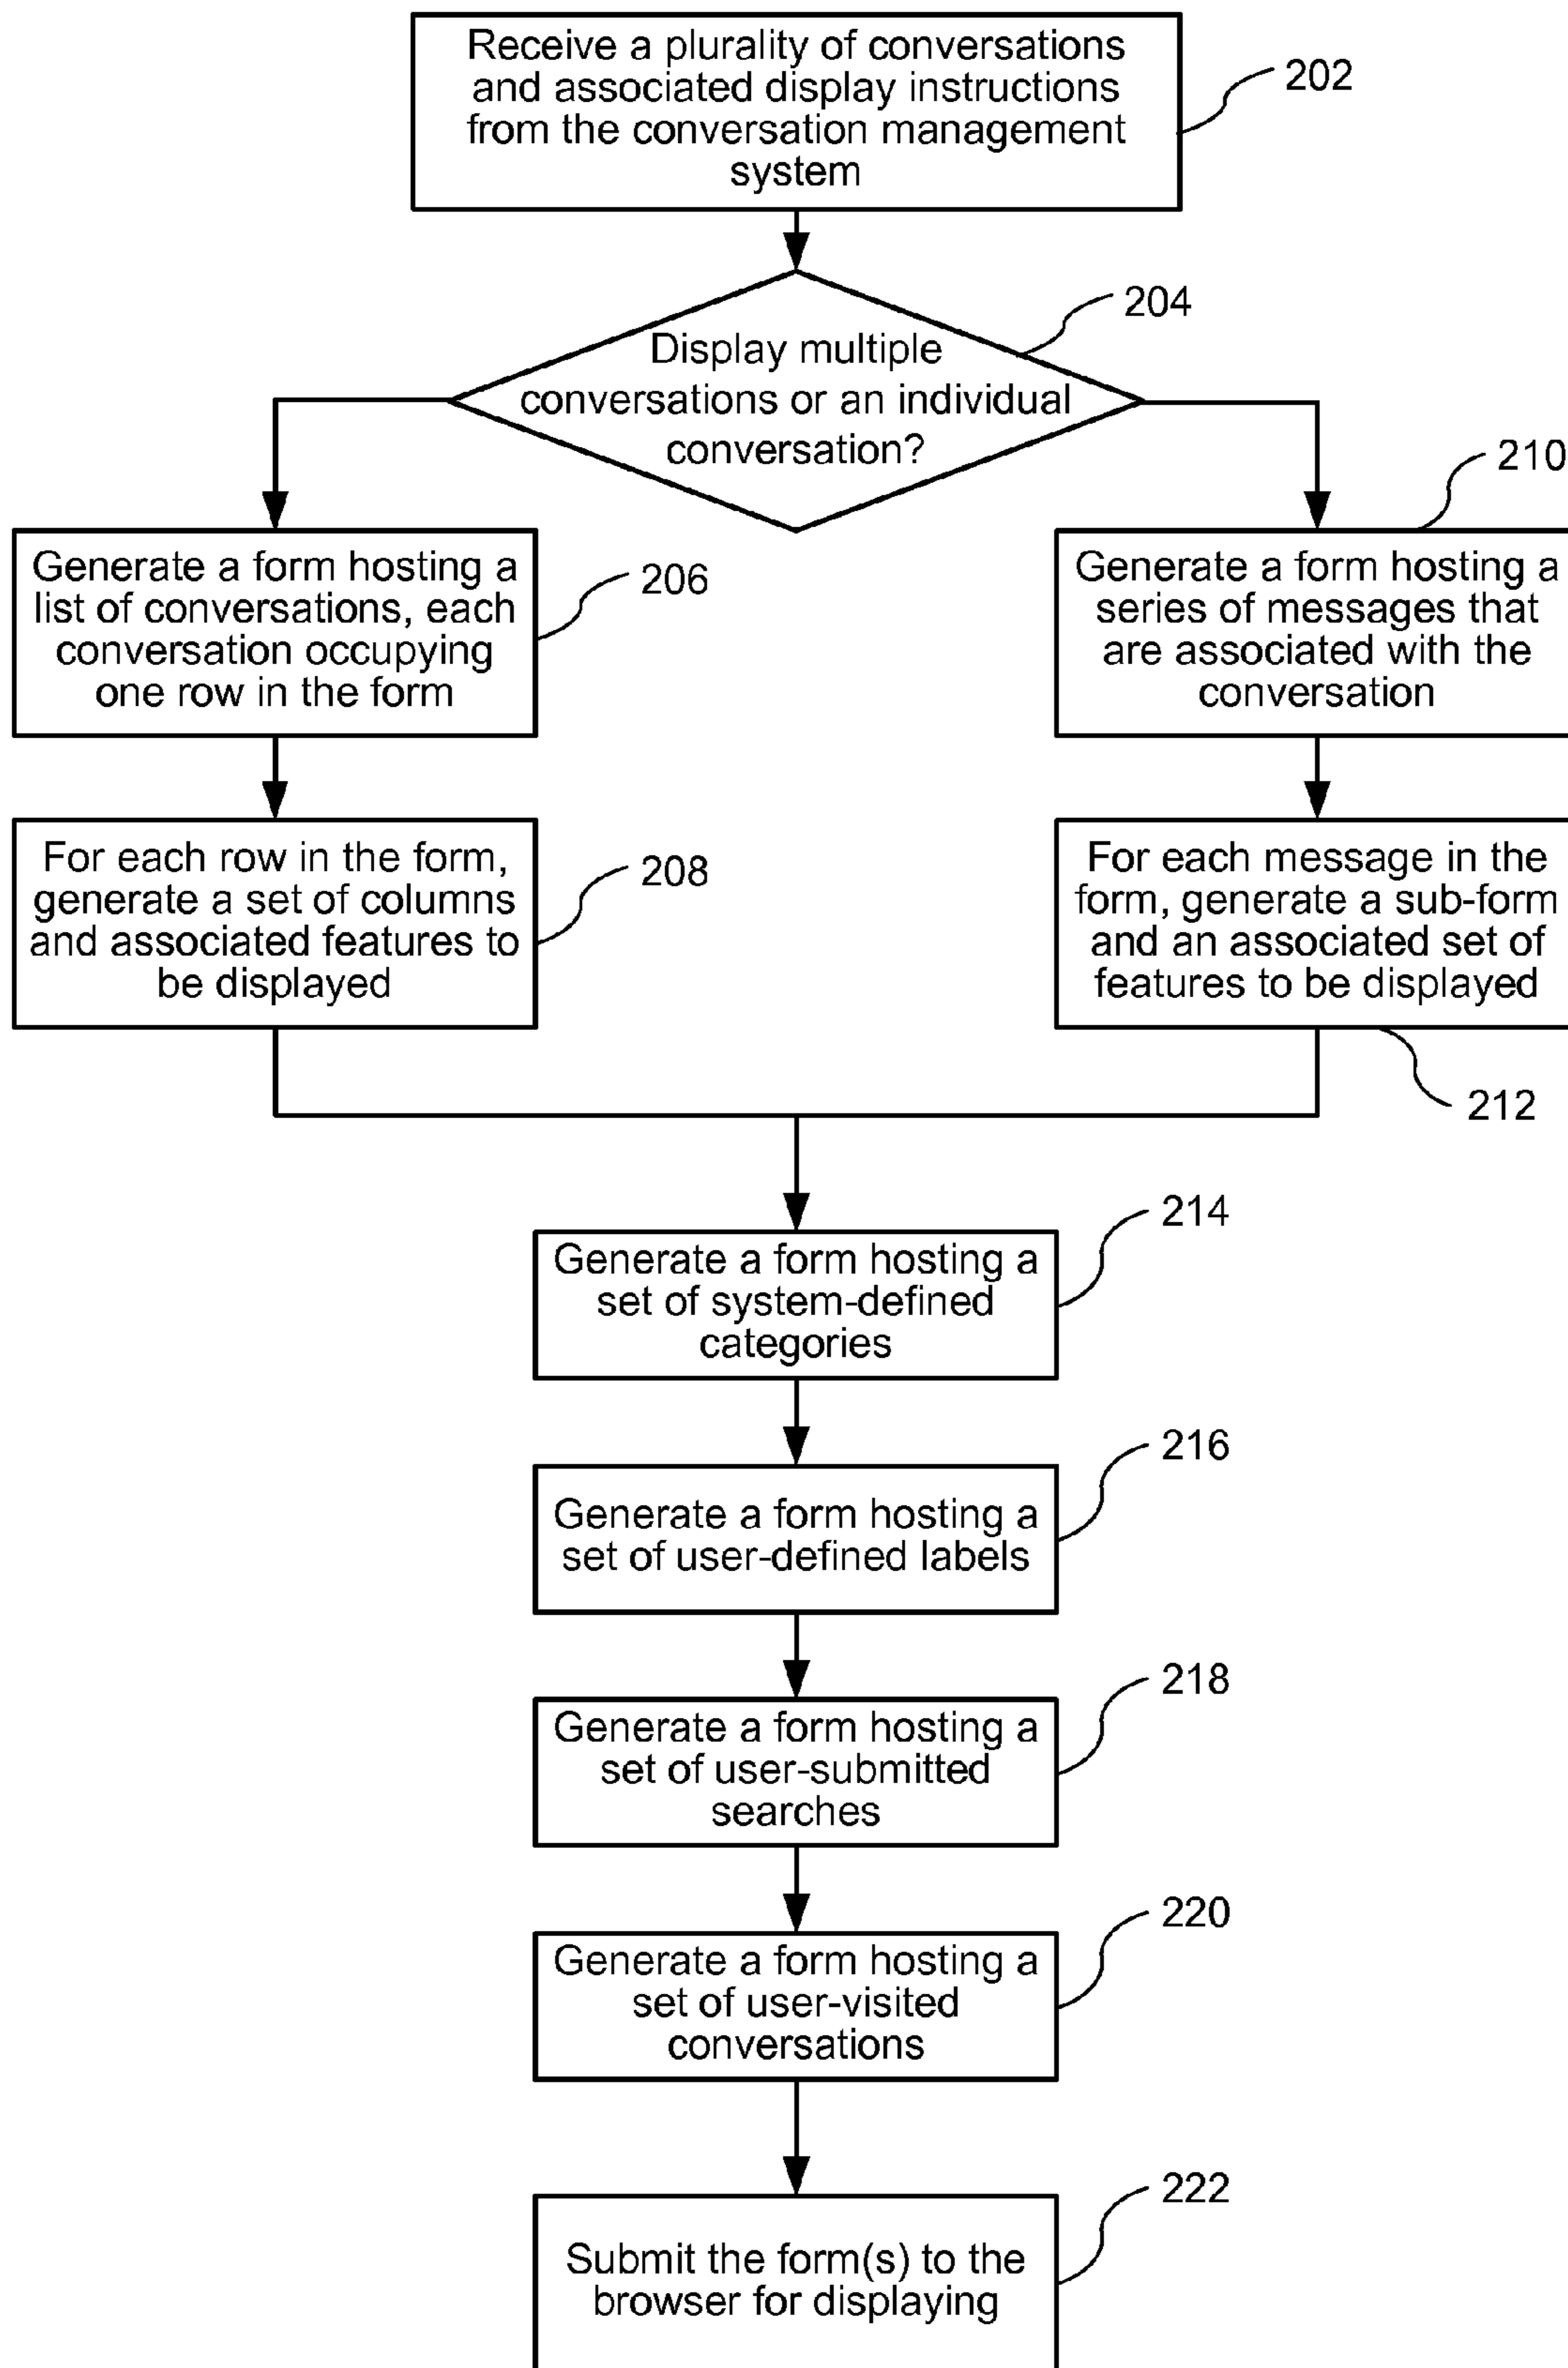 Receive a plurality of conversations
and associated display instructions
from the conversation management
system
202
204
Display multiple
conversations or an individual
conversation?
210
Generate a form hosting a
list of conversations, each
conversation occupying
one row in the form
206
Generate a form hosting a
series of messages that
are associated with the
conversation
For each row in the form,
generate a set of columns
and associated features to
be displayed
208
For each message in the
form, generate a sub-form
and an associated set of
features to be displayed
212
214
Generate a form hosting a
set of system-defined
categories
216
Generate a form hosting a
set of user-defined labels
218
Generate a form hosting a
set of user-submitted
searches
220
Generate a form hosting a
set of user-visited
conversations
222
Submit the form(s) to the
browser for displaying